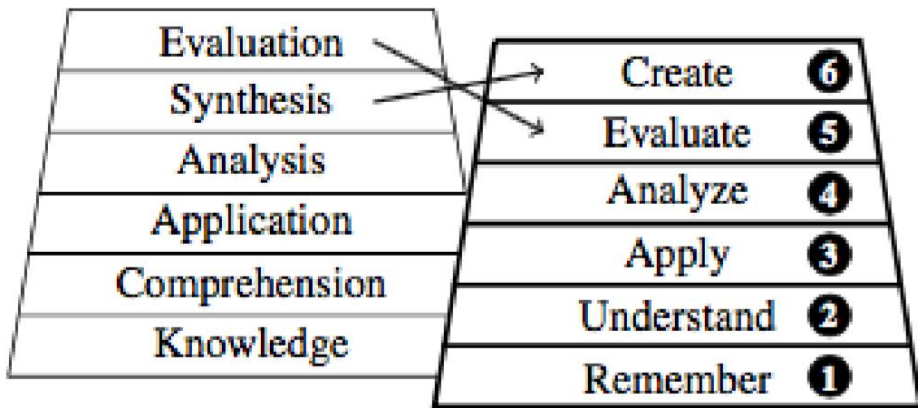 Evaluation
Synthesis
Analysis
Application
Comprehension
Knowledge
Create 6
Evaluate 5
Analyze 4
Apply 3
Understand 2
Remember 1